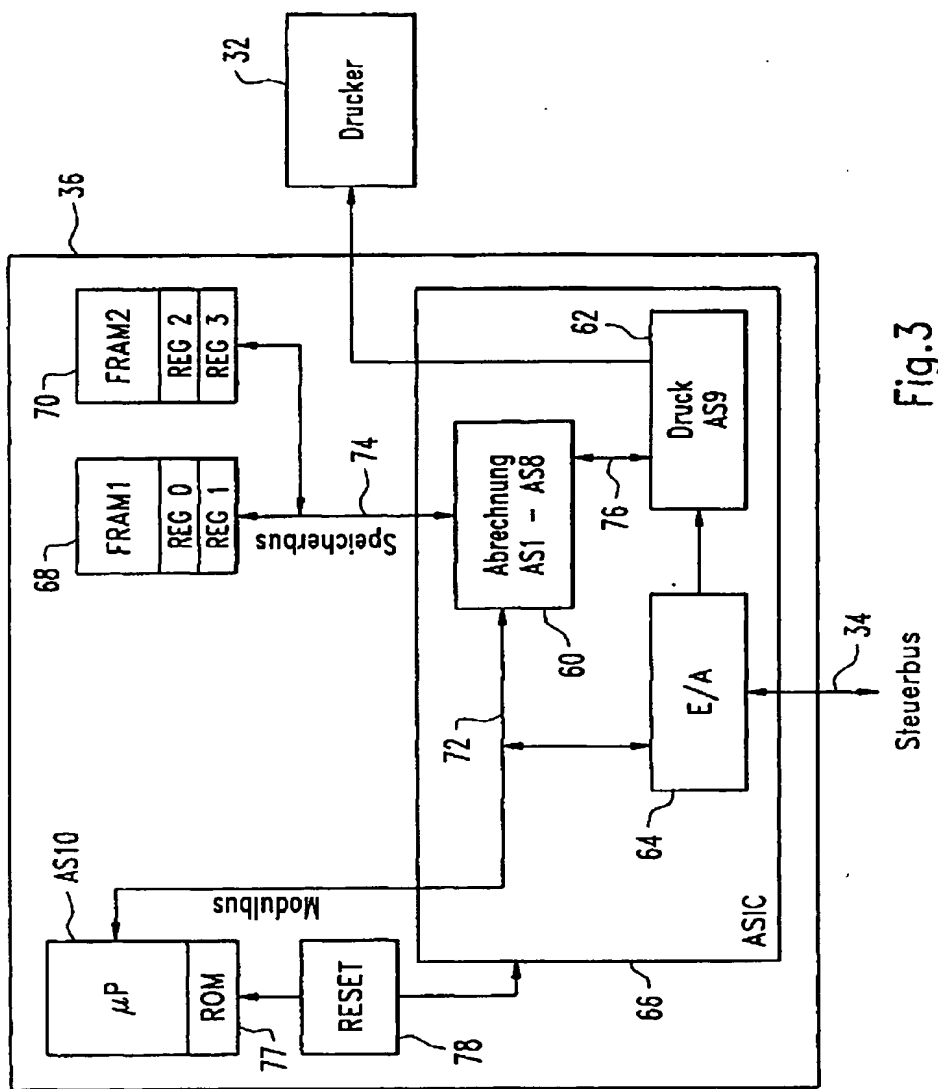 36
AS10
μP
ROM
77
RESET
78
Modulbus
68
FRAM1
REG 0
REG 1
70
FRAM2
REG 2
REG 3
Speicherbus
74
32
Drucker
72
Abrechnung
AS1 - AS8
60
76
62
Druck
AS9
E/A
64
ASIC
66
34
Steuerbus
Fig.3